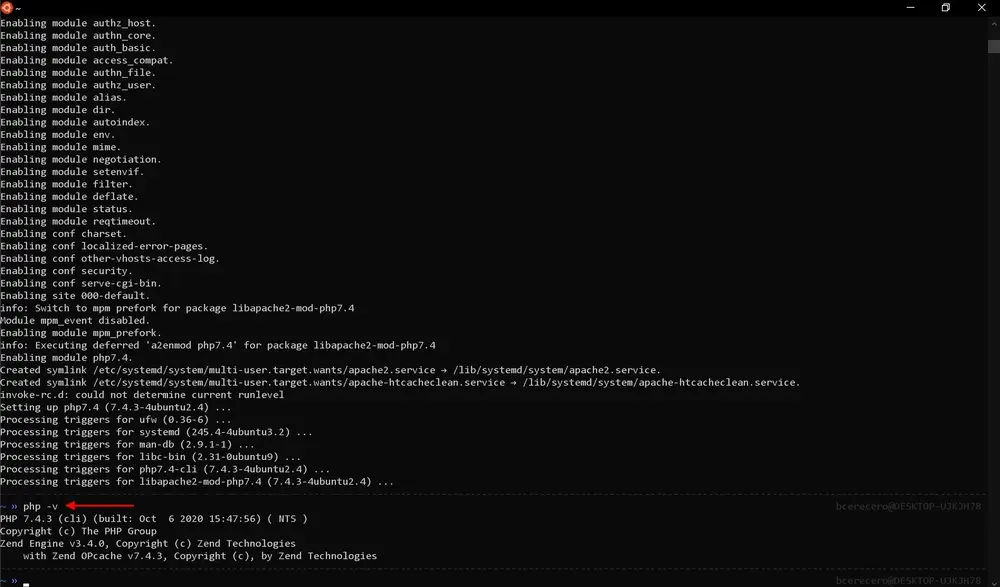 ~
Enabling module authz_host.
Enabling module authn_core.
Enabling module auth_basic.
Enabling module access_compat.
Enabling module authn_file.
Enabling module authz_user.
Enabling module alias.
Enabling module dir.
Enabling module autoindex.
Enabling module env.
Enabling module mime.
Enabling module negotiation.
Enabling module setenvif.
Enabling module filter.
Enabling module deflate.
Enabling module status.
Enabling module reqtimeout.
Enabling conf charset.
Enabling conf localized-error-pages.
Enabling conf other-vhosts-access-log.
Enabling conf security.
Enabling conf serve-cgi-bin.
Enabling site 000-default.
info: Switch to mpm prefork for package libapache2-mod-php7.4
Module mpm_event disabled.
Enabling module mpm_prefork.
info: Executing deferred 'a2enmod php7.4' for package libapache2-mod-php7.4
Enabling module php7.4.
Created symlink /etc/systemd/system/multi-user.target.wants/apache2.service → /lib/systemd/system/apache2.service.
Created symlink /etc/systemd/system/multi-user.target.wants/apache-htcacheclean.service → /lib/systemd/system/apache-htcacheclean.service.
invoke-rc.d: could not determine current runlevel
Setting up php7.4 (7.4.3-4ubuntu2.4) ...
Processing triggers for ufw (0.36-6) ...
Processing triggers for systemd (245.4-4ubuntu3.2) ...
Processing triggers for man-db (2.9.1-1) ...
Processing triggers for libc-bin (2.31-0ubuntu9) ...
Processing triggers for php7.4-cli (7.4.3-4ubuntu2.4) ...
Processing triggers for libapache2-mod-php7.4 (7.4.3-4ubuntu2.4) ...
~ » php -v bcerecero@DESKTOP-UJKJH78
PHP 7.4.3 (cli) (built: Oct  6 2020 15:47:56) ( NTS )
Copyright (c) The PHP Group
Zend Engine v3.4.0, Copyright (c) Zend Technologies
    with Zend OPcache v7.4.3, Copyright (c), by Zend Technologies
~ » bcerecero@DESKTOP-UJKJH78